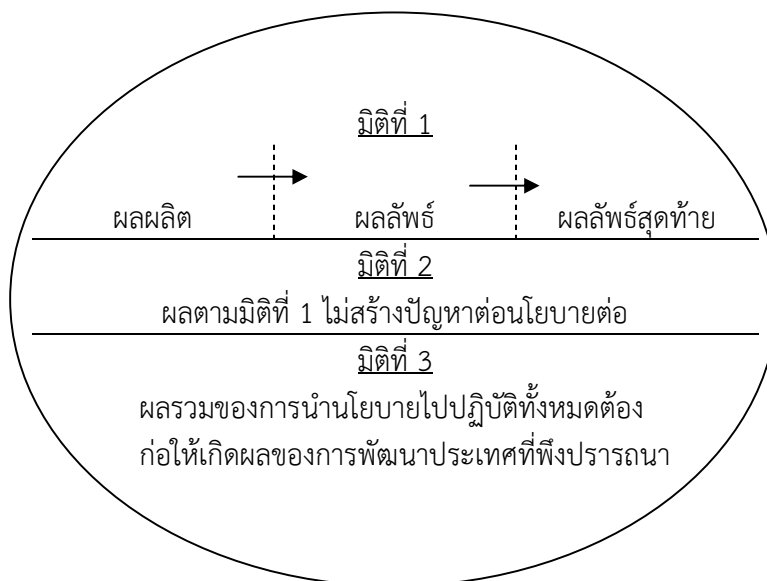 มิติที่ 1
ผลผลิต ผลลัพธ์ ผลลัพธ์สุดท้าย
มิติที่ 2
ผลตามมิติที่ 1 ไม่สร้างปัญหาต่อนโยบายต่อ
มิติที่ 3
ผลรวมของการนำนโยบายไปปฏิบัติทั้งหมดต้อง
ก่อให้เกิดผลของการพัฒนาประเทศที่พึงปรารถนา